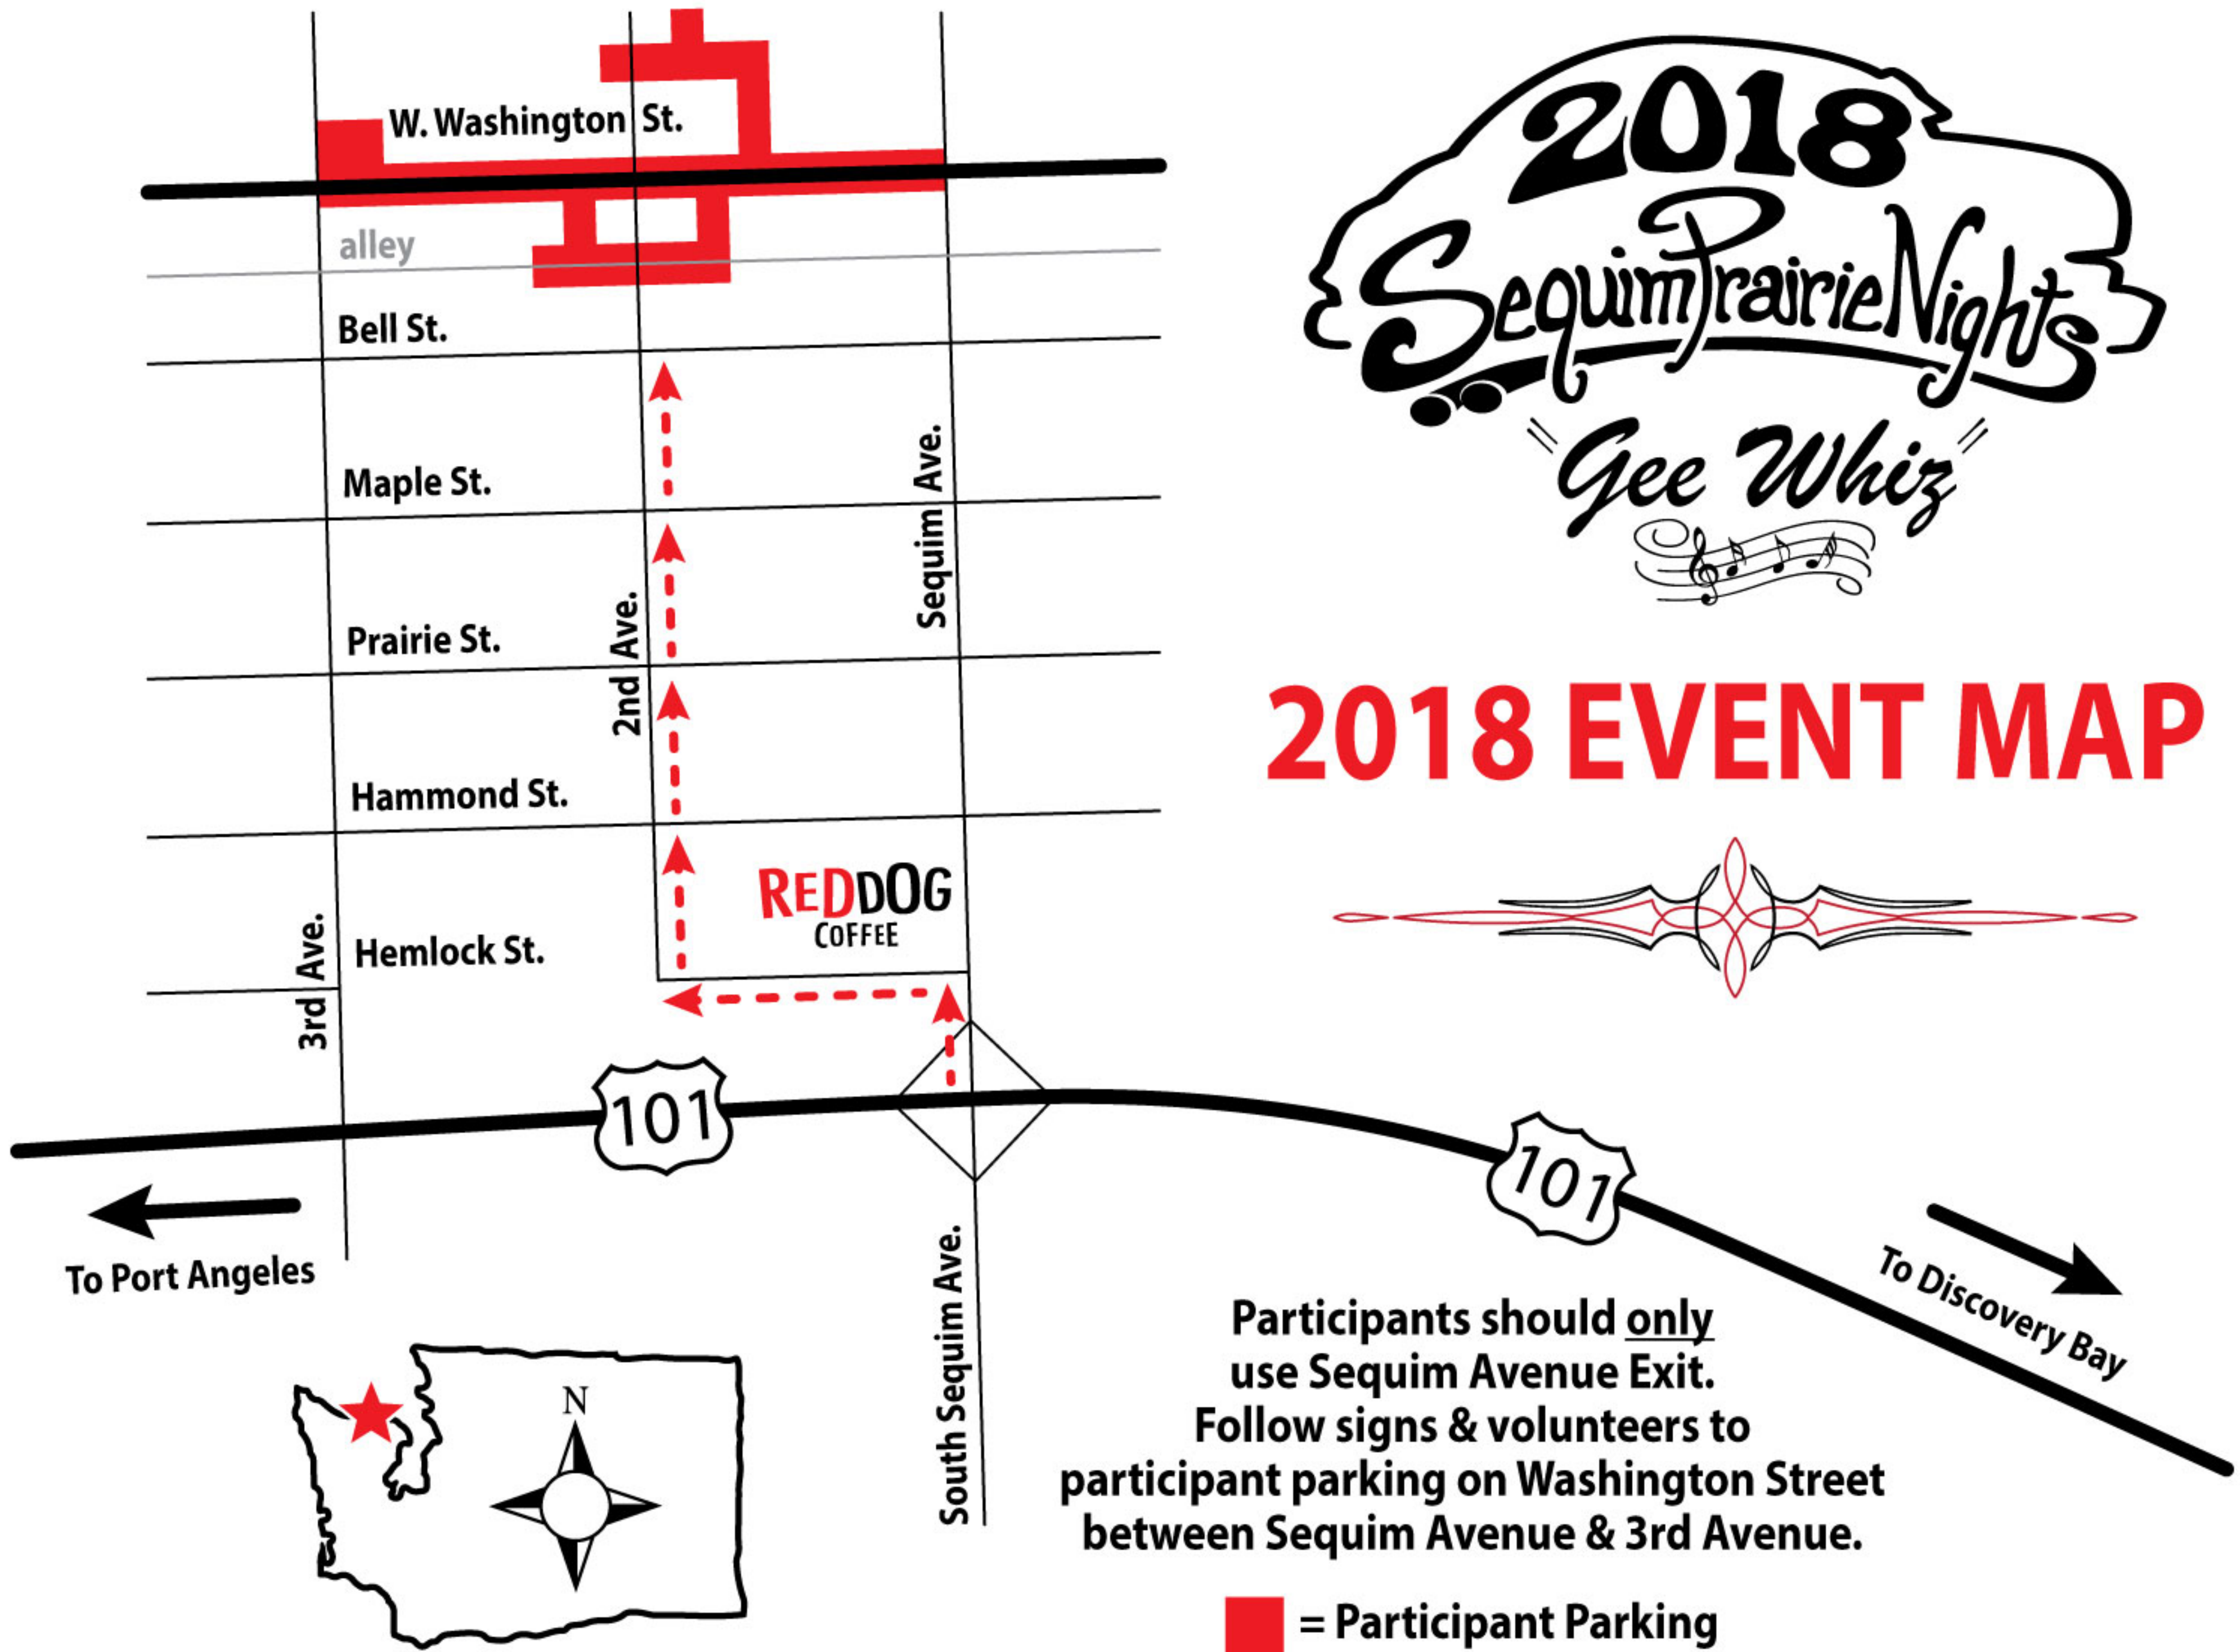 W. Washington St.
alley
Bell St.
Maple St.
Sequim Ave.
Prairie St.
2nd Ave.
Hammond St.
REDDOG
COFFEE
Hemlock St.
3rd Ave.
101
101
To Port Angeles
To Discovery Bay
South Sequim Ave.
N
2018
Sequim Prairie Nights
"Gee Whiz"
2018 EVENT MAP
Participants should only
use Sequim Avenue Exit.
Follow signs & volunteers to
participant parking on Washington Street
between Sequim Avenue & 3rd Avenue.
= Participant Parking